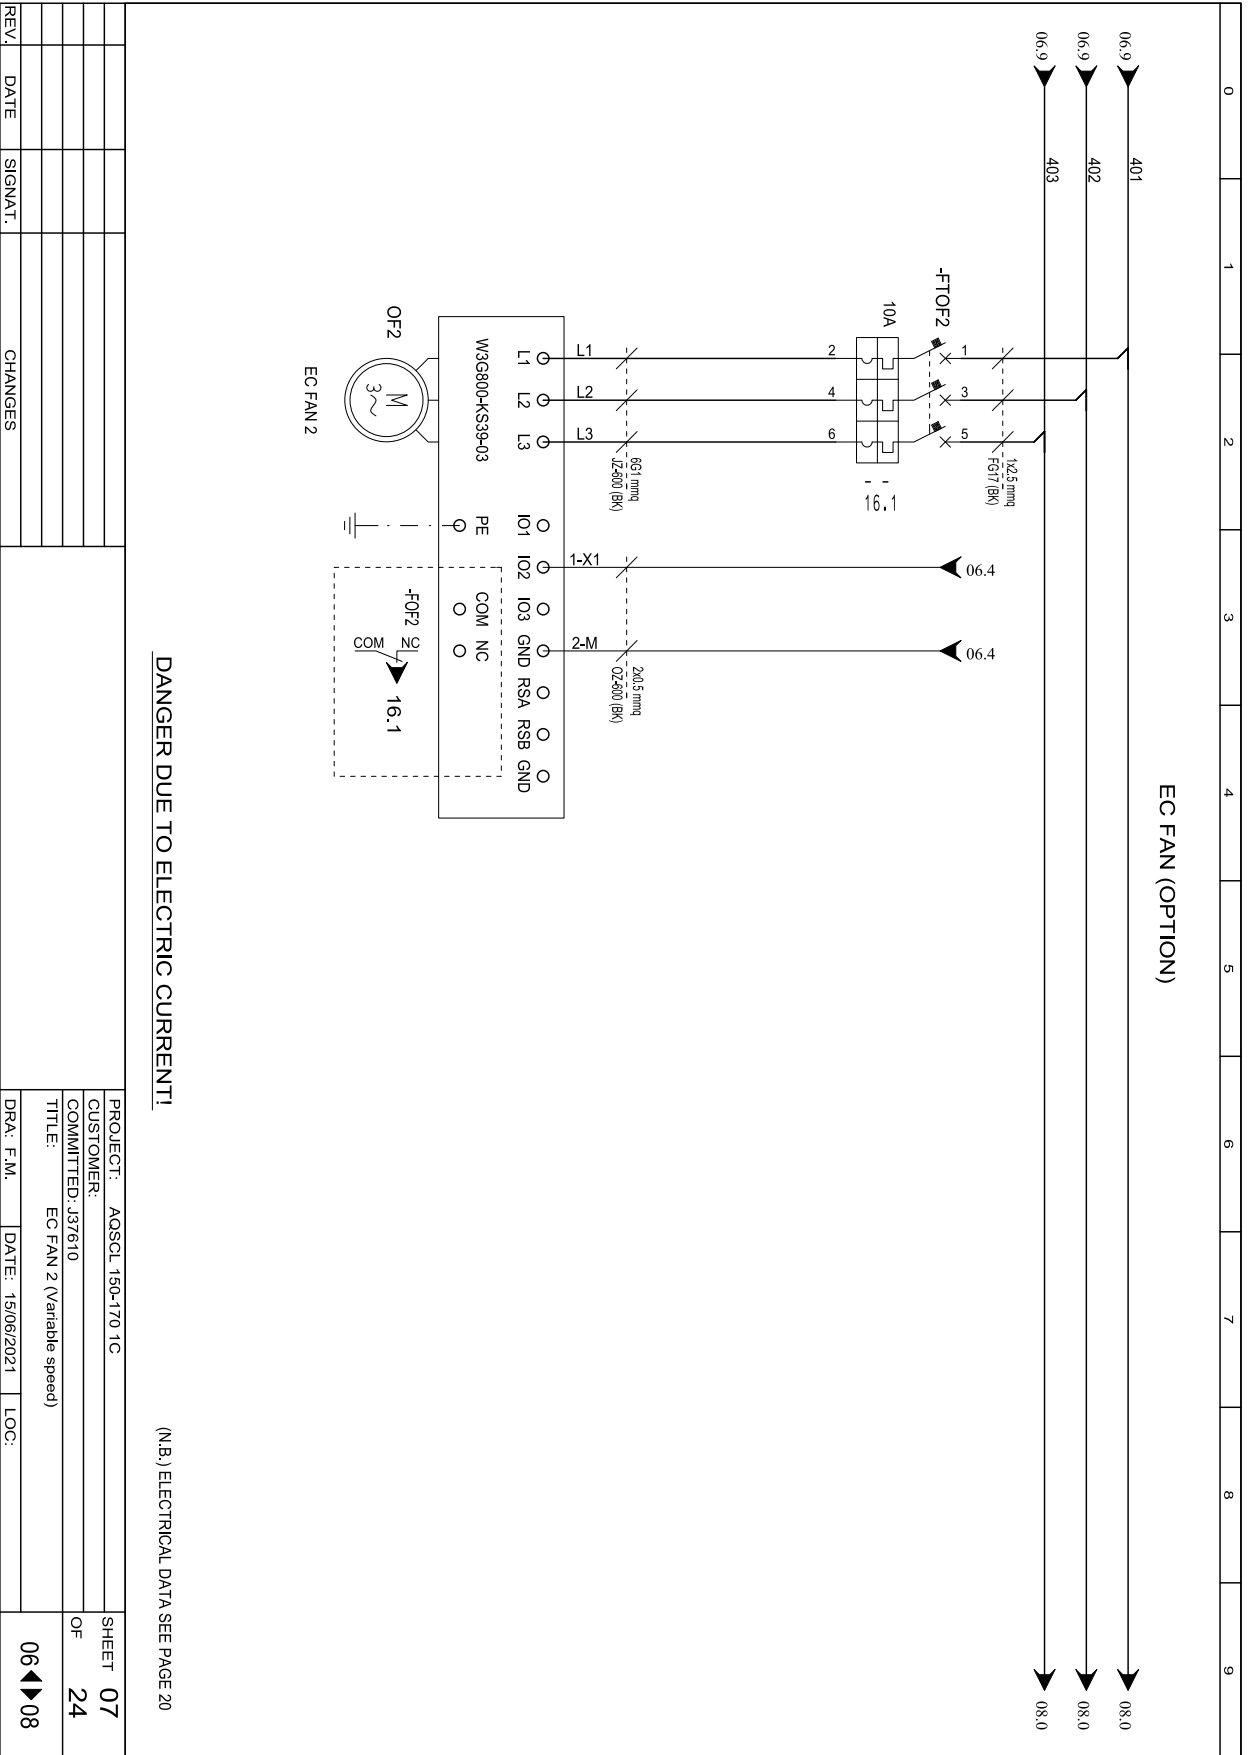 0 1 2 3 4 5 6 7 8 9
EC FAN (OPTION)
06.9 401 08.0
06.9 402 08.0
06.9 403 08.0
-FTOF2
1 3 5
1x2.5 mmq
FG17 (BK)
10A
16.1
2 4 6
06.4 06.4
L1 L2 L3
6G1 mmq
JZ-600 (BK)
1-X1 2-M
2x0.5 mmq
OZ-600 (BK)
L1 L2 L3 IO1 IO2 IO3 GND RSA RSB GND
W3G800-KS39-03 PE COM NC
OF2
M
3~
EC FAN 2
-FOF2
NC
COM
16.1
DANGER DUE TO ELECTRIC CURRENT!
(N.B.) ELECTRICAL DATA SEE PAGE 20
REV. DATE SIGNAT. CHANGES
PROJECT: AQSCL 150-170 1C
CUSTOMER:
COMMITTED: J37610
TITLE: EC FAN 2 (Variable speed)
DRA: F.M. DATE: 15/06/2021 LOC:
SHEET 07
OF 24
06 08